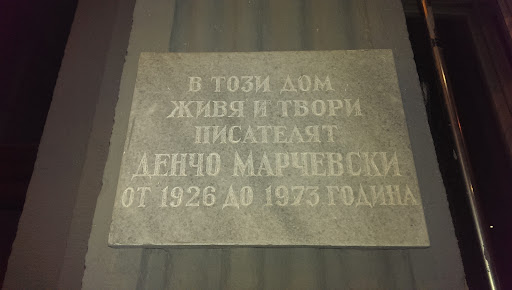 В ТОЗИ ДОМ
ЖИВЯ И ТВОРИ
ПИСАТЕЛЯТ
ДЕНЧО МАРЧЕВСКИ
ОТ 1926 ДО 1973 ГОДИНА